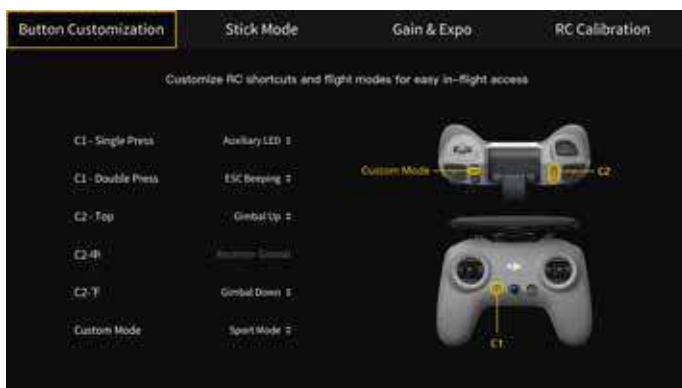 Button Customization Stick Mode Gain & Expo RC Calibration
Customize RC shortcuts and flight modes for easy in-flight access
C1 - Single Press Auxiliary LED
C1 - Double Press ESC Beeping
Custom Mode C2
C2 - Top Gimbal Up
C2-中 Recenter Gimbal
C2-下 Gimbal Down
Custom Mode Sport Mode
C1